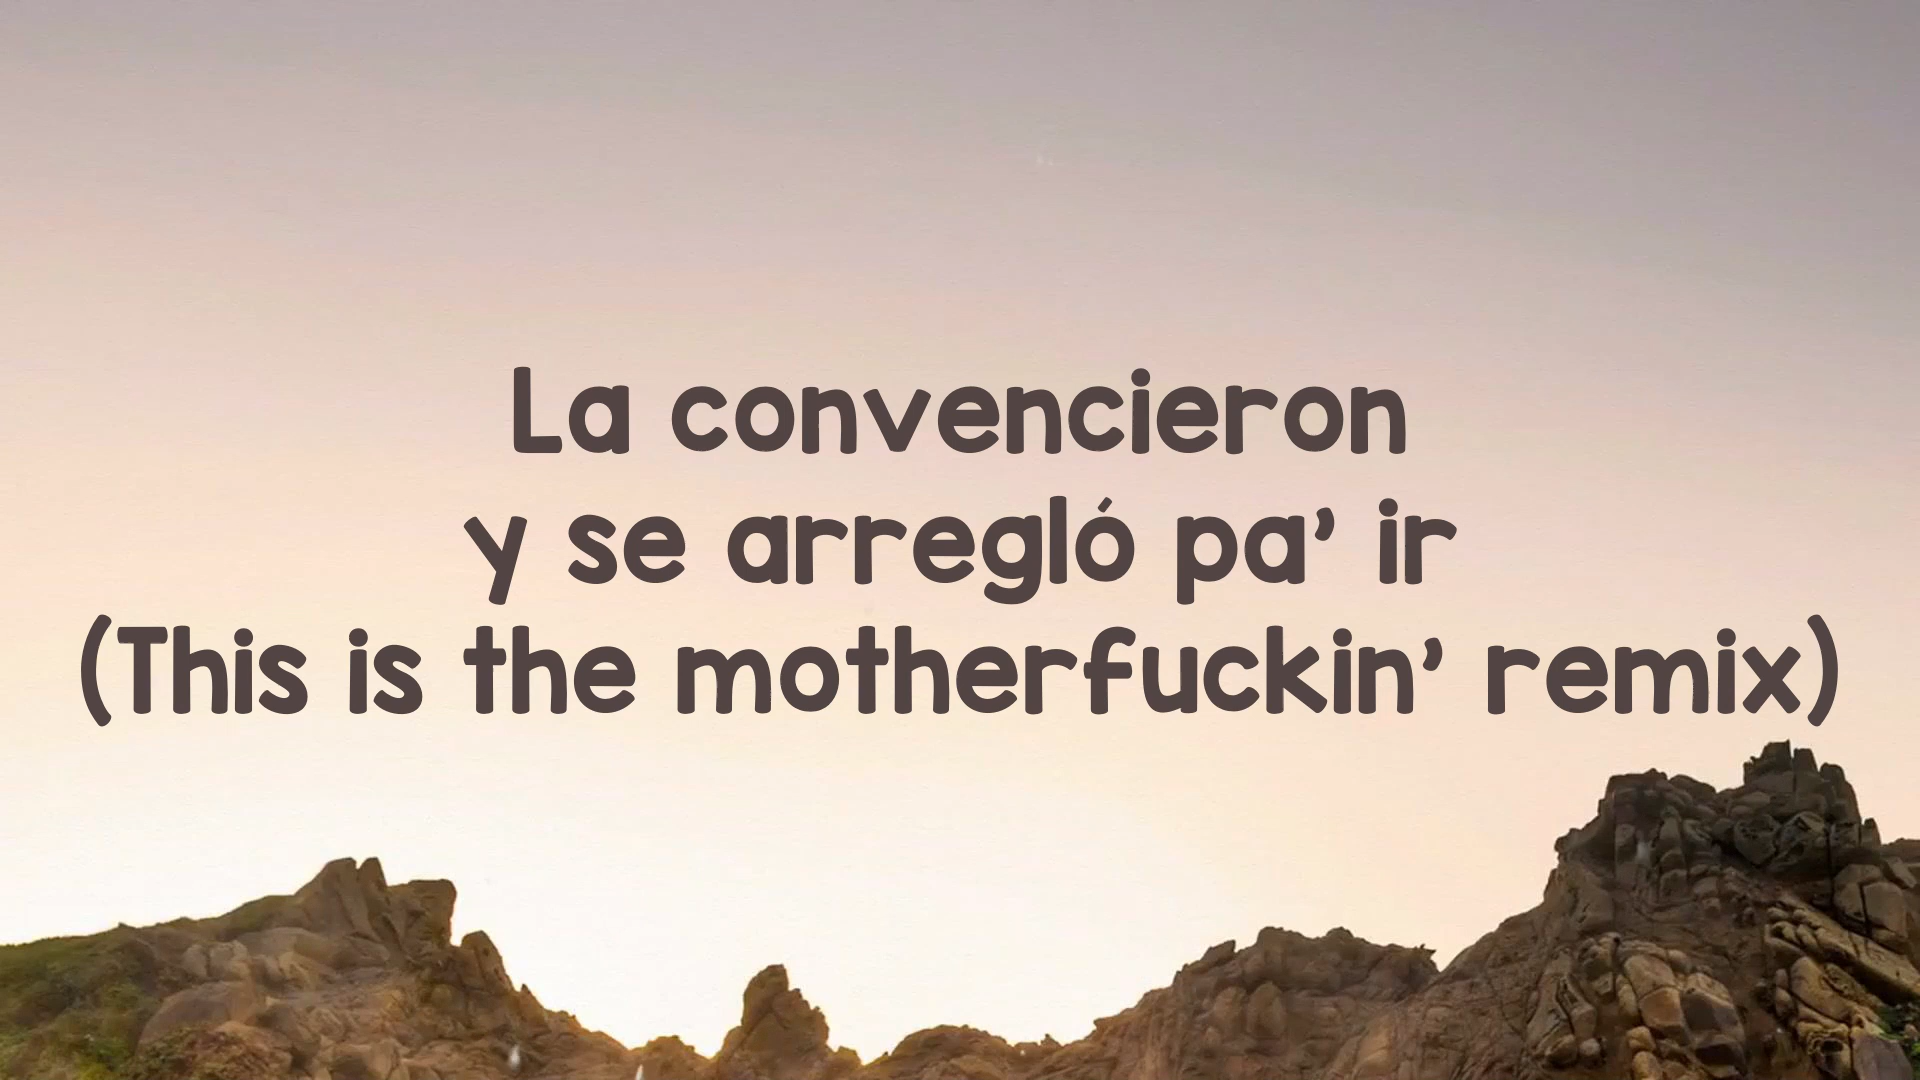 La convencieron
y se arregló pa' ir
(This is the motherfuckin' remix)